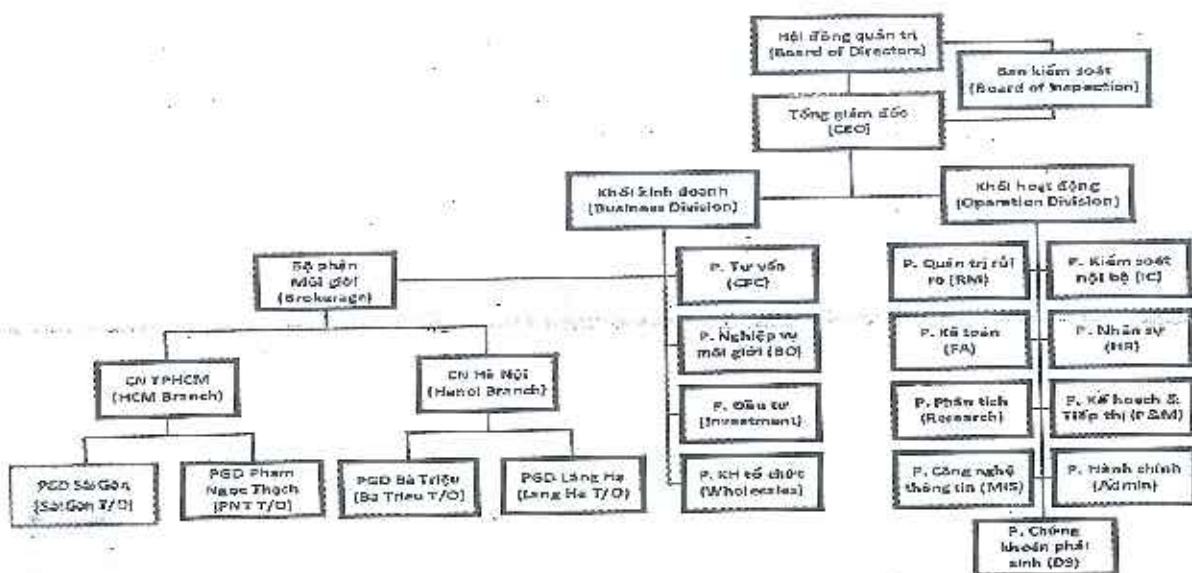 Hội đồng quản trị
(Board of Directors)
Ban kiểm soát
(Board of Inspection)
Tổng giám đốc
(CEO)
Khối kinh doanh
(Business Division)
Khối hoạt động
(Operation Division)
Bộ phận
Môi giới
(Brokerage)
P. Tư vấn
(CFC)
P. Quản trị rủi
ro (RM)
P. Kiểm soát
nội bộ (IC)
P. Nghiệp vụ
môi giới (BO)
P. Kế toán
(FA)
P. Nhân sự
(HR)
CN TPHCM
(HCM Branch)
CN Hà Nội
(Hanoi Branch)
P. Đầu tư
(Investment)
P. Phân tích
(Research)
P. Kế hoạch &
Tiếp thị (P&M)
PGD Sài Gòn
(Sài Gòn T/O)
PGD Phạm
Ngọc Thạch
(PNT T/O)
PGD Bà Triệu
(Ba Trieu T/O)
PGD Láng Hạ
(Lang Ha T/O)
P. KH tổ chức
(Wholesales)
P. Công nghệ
thông tin (MIS)
P. Hành chính
(Admin)
P. Chứng
khoán phái
sinh (DS)